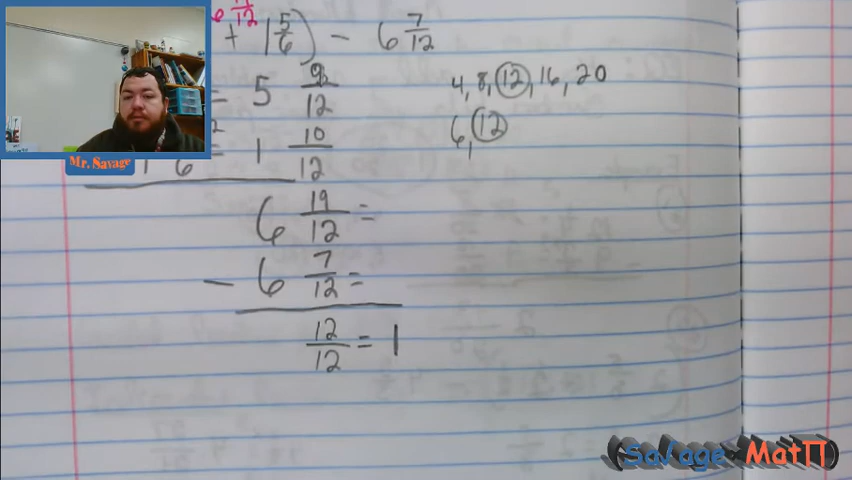 + 1 5/6) - 6 7/12
= 5 9/12
4, 8, 12, 16, 20
= 1 10/12
6, 12
Mr. Savage
6 19/12 =
- 6 7/12 =
12/12 = 1
(Savage MatΠ)